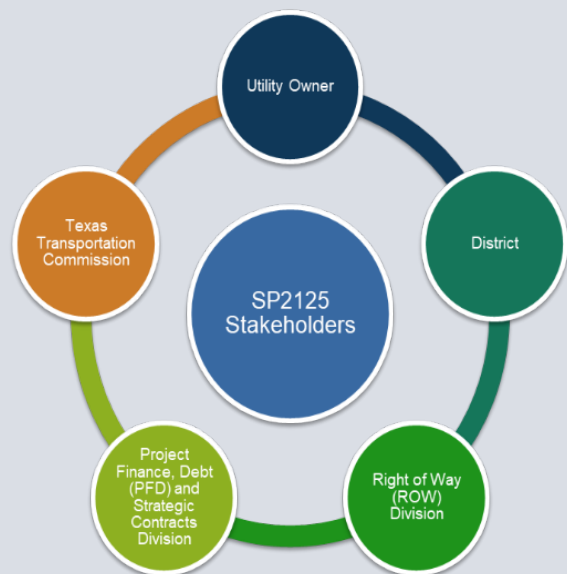 Utility Owner
Texas
Transportation
Commission
District
SP2125
Stakeholders
Project
Finance, Debt
(PFD) and
Strategic
Contracts
Division
Right of Way
(ROW)
Division